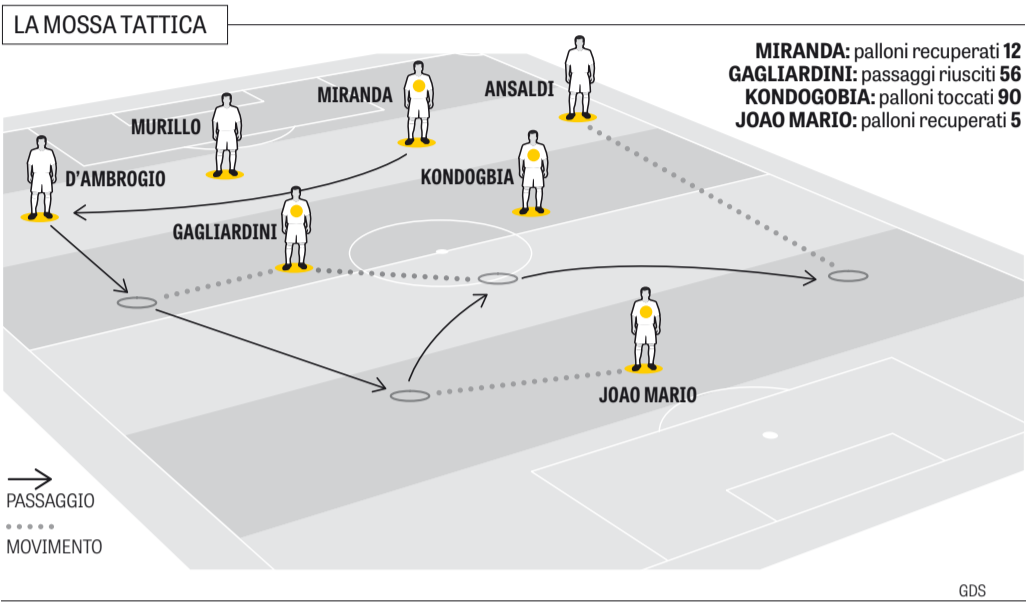 LA MOSSA TATTICA
MIRANDA: palloni recuperati 12
GAGLIARDINI: passaggi riusciti 56
KONDOGOBIA: palloni toccati 90
JOAO MARIO: palloni recuperati 5
ANSALDI
MIRANDA
MURILLO
D'AMBROGIO
KONDOGBIA
GAGLIARDINI
JOAO MARIO
PASSAGGIO
MOVIMENTO
GDS